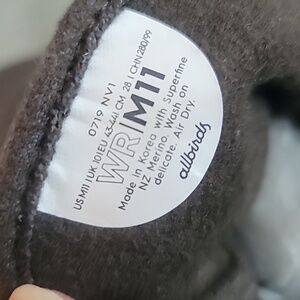 0719 NV1
US M11 | UK 10 | EU 43-44 | CM 28 | CHN 280/99
WR|M11
Made in Korea with Superfine
NZ Merino. Wash on
delicate. Air Dry.
allbirds